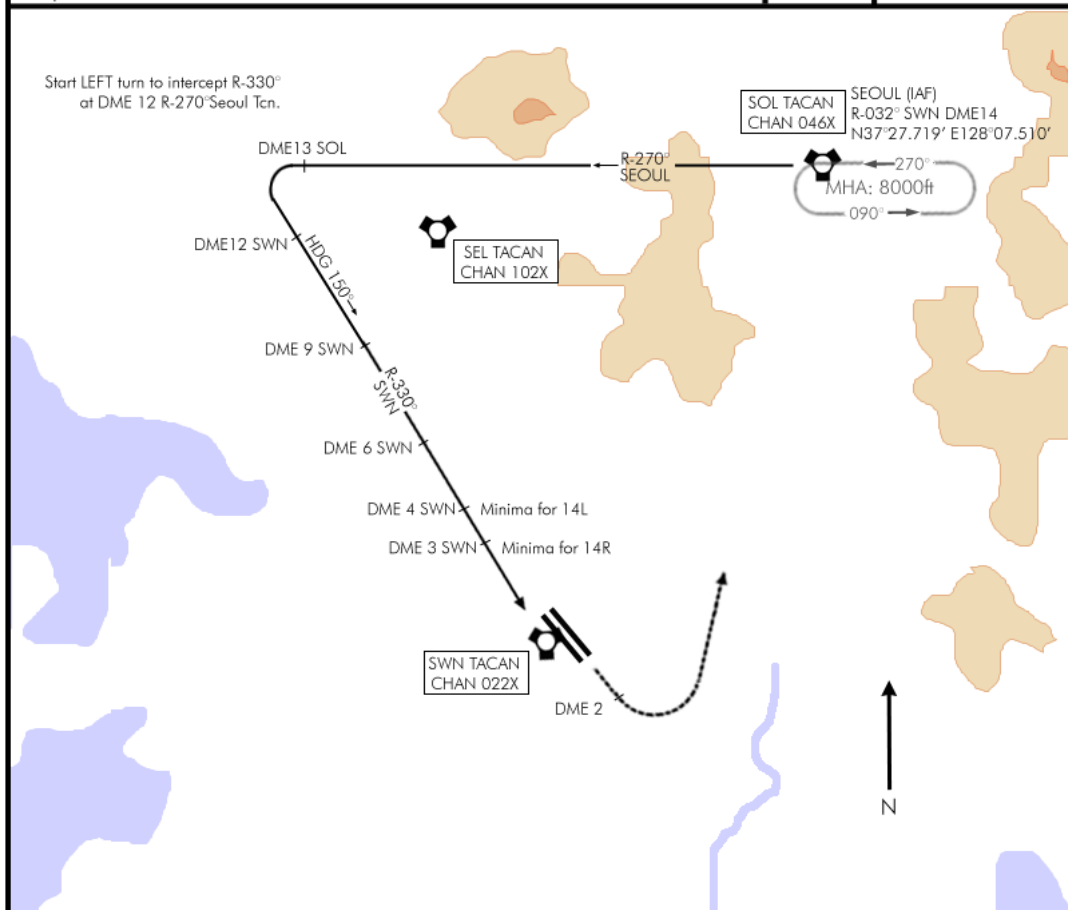 Start LEFT turn to intercept R-330°
at DME 12 R-270°Seoul Tcn.
SOL TACAN
CHAN 046X
SEOUL (IAF)
R-032° SWN DME14
N37°27.719' E128°07.510'
DME13 SOL
R-270°
SEOUL
270°
MHA: 8000ft
090°
DME12 SWN
HDG 150°
SEL TACAN
CHAN 102X
DME 9 SWN
R-330°
SWN
DME 6 SWN
DME 4 SWN
Minima for 14L
DME 3 SWN
Minima for 14R
SWN TACAN
CHAN 022X
DME 2
N